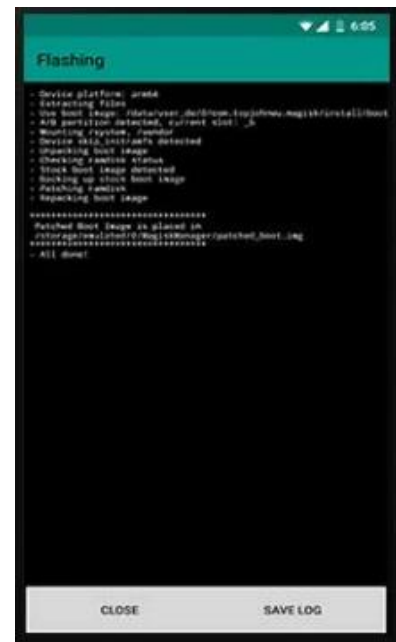 6:05
Flashing
- Device platform: arm64
- Extracting files
- Use boot image: /data/user_de/0/com.topjohnwu.magisk/install/boot
- A/B partition detected, current slot: _b
- Mounting /system, /vendor
- Device skip_initramfs detected
- Unpacking boot image
- Checking ramdisk status
- Stock boot image detected
- Backing up stock boot image
- Patching ramdisk
- Repacking boot image
Patched Boot Image is placed in
/storage/emulated/0/MagiskManager/patched_boot.img
- All done!
CLOSE
SAVE LOG